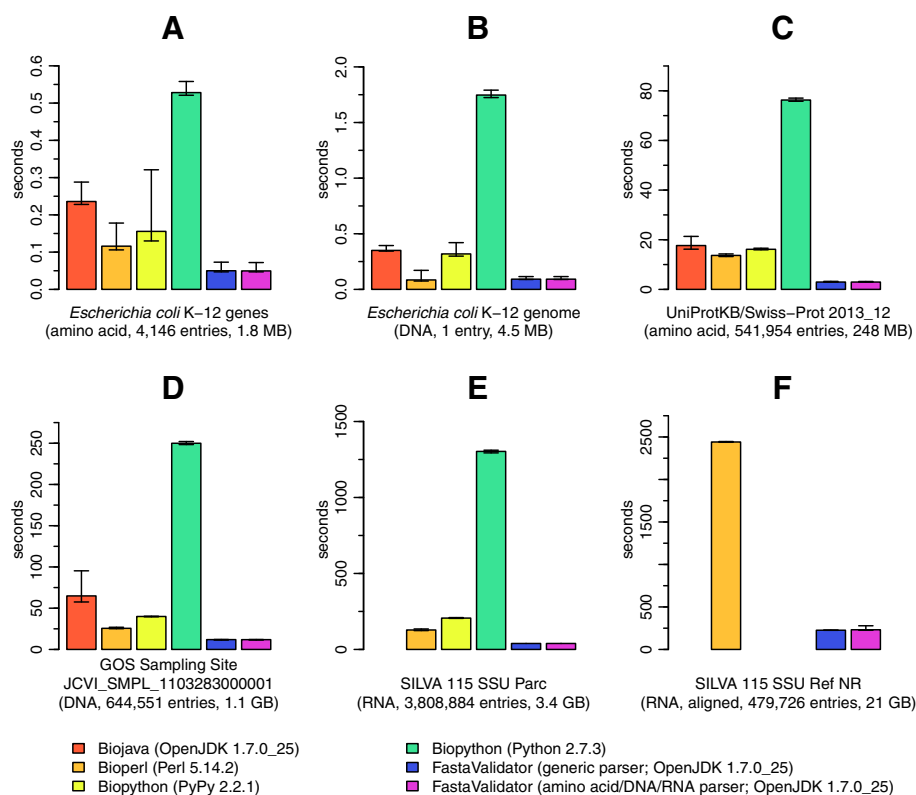 A
B
C
seconds
0.0 0.1 0.2 0.3 0.4 0.5 0.6
seconds
0.0 0.5 1.0 1.5 2.0
seconds
0 20 40 60 80
Escherichia coli K−12 genes
(amino acid, 4,146 entries, 1.8 MB)
Escherichia coli K−12 genome
(DNA, 1 entry, 4.5 MB)
UniProtKB/Swiss−Prot 2013_12
(amino acid, 541,954 entries, 248 MB)
D
E
F
seconds
0 50 100 150 200 250
seconds
0 500 1000 1500
seconds
0 500 1500 2500
GOS Sampling Site
JCVI_SMPL_1103283000001
(DNA, 644,551 entries, 1.1 GB)
SILVA 115 SSU Parc
(RNA, 3,808,884 entries, 3.4 GB)
SILVA 115 SSU Ref NR
(RNA, aligned, 479,726 entries, 21 GB)
Biojava (OpenJDK 1.7.0_25)
Bioperl (Perl 5.14.2)
Biopython (PyPy 2.2.1)
Biopython (Python 2.7.3)
FastaValidator (generic parser; OpenJDK 1.7.0_25)
FastaValidator (amino acid/DNA/RNA parser; OpenJDK 1.7.0_25)